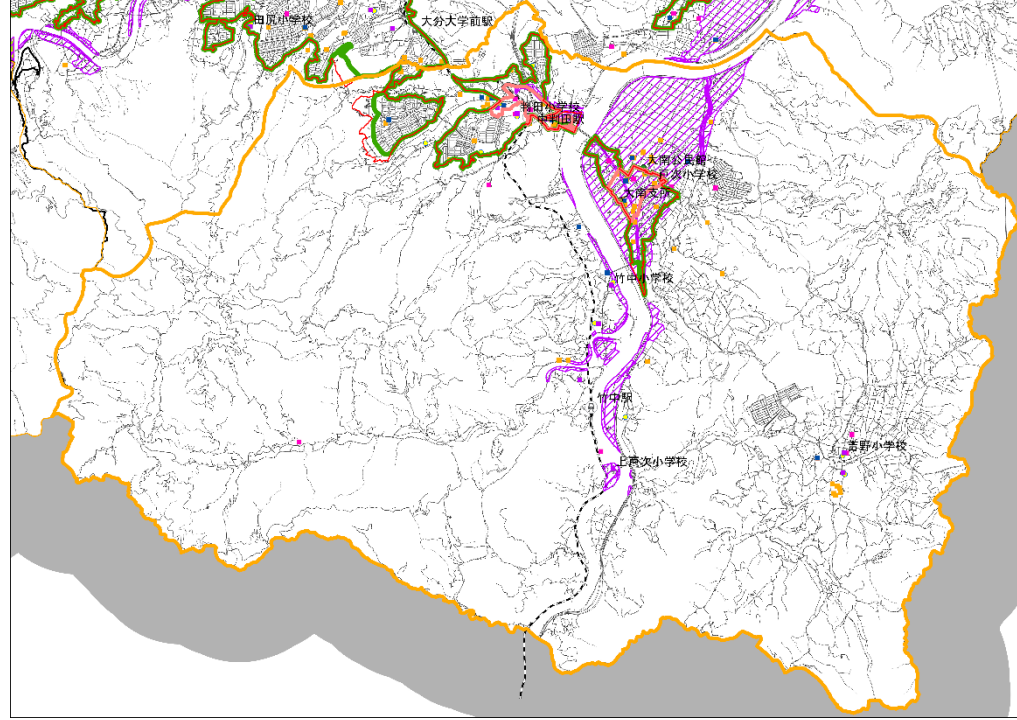 田尻小学校
大分大学前駅
判田小学校
中判田駅
大南公民館
戸次小学校
大南支所
竹中小学校
竹中駅
吉野小学校
上戸次小学校